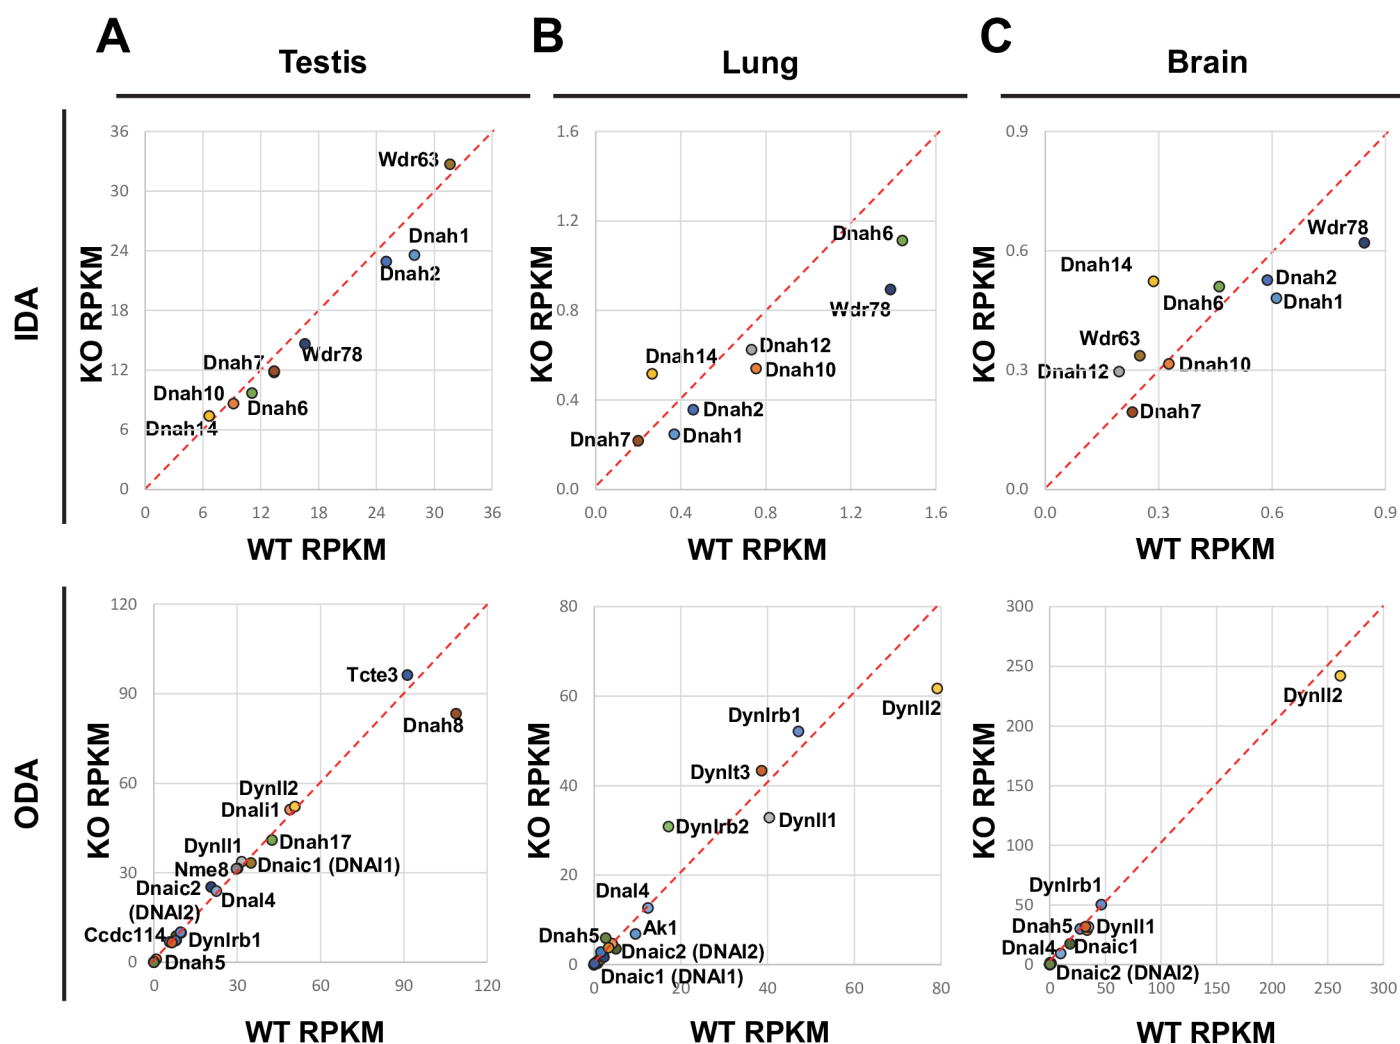 A
B
C
Testis
Lung
Brain
IDA
KO RPKM
36
30
24
18
12
6
0
0 6 12 18 24 30 36
Wdr63
Dnah1
Dnah2
Wdr78
Dnah7
Dnah10
Dnah6
Dnah14
WT RPKM
KO RPKM
1.6
1.2
0.8
0.4
0.0
0.0 0.4 0.8 1.2 1.6
Dnah6
Wdr78
Dnah12
Dnah14
Dnah10
Dnah2
Dnah7
Dnah1
WT RPKM
KO RPKM
0.9
0.6
0.3
0.0
0.0 0.3 0.6 0.9
Wdr78
Dnah14
Dnah2
Dnah6
Dnah1
Wdr63
Dnah12
Dnah10
Dnah7
WT RPKM
ODA
KO RPKM
120
90
60
30
0
0 30 60 90 120
Tcte3
Dnah8
Dynll2
Dnali1
Dynll1
Dnah17
Nme8
Dnaic1 (DNAI1)
Dnaic2
(DNAI2)
Dnal4
Ccdc114
Dynlrb1
Dnah5
WT RPKM
KO RPKM
80
60
40
20
0
0 20 40 60 80
Dynll2
Dynlrb1
Dynlt3
Dynlrb2
Dynll1
Dnal4
Ak1
Dnah5
Dnaic2 (DNAI2)
Dnaic1 (DNAI1)
WT RPKM
KO RPKM
300
250
200
150
100
50
0
0 50 100 150 200 250 300
Dynll2
Dynlrb1
Dnah5
Dynll1
Dnal4
Dnaic1
Dnaic2 (DNAI2)
WT RPKM